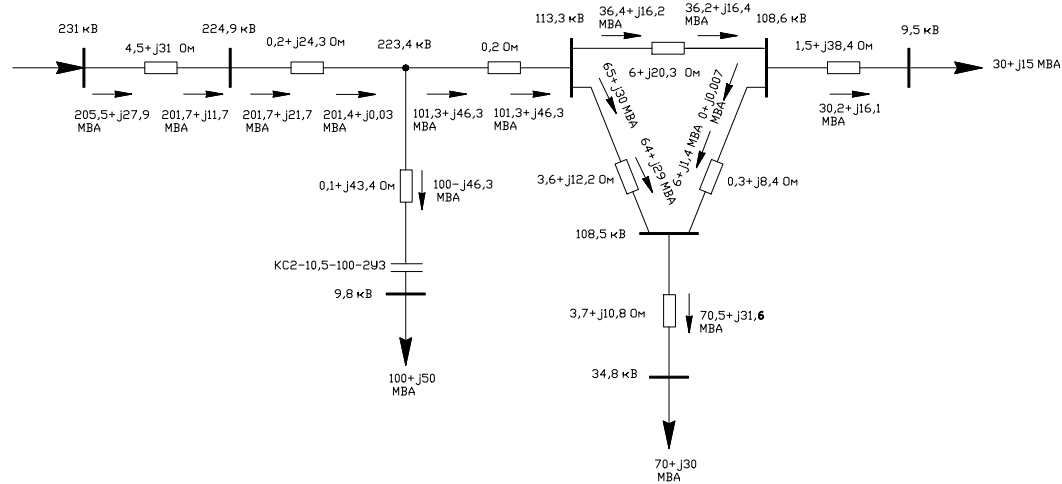 231 кВ
4,5+j31 Ом
224,9 кВ
0,2+j24,3 Ом
223,4 кВ
0,2 Ом
113,3 кВ
36,4+j16,2
МВА
36,2+j16,4
МВА
108,6 кВ
6+j20,3 Ом
1,5+j38,4 Ом
9,5 кВ
30+j15 МВА
205,5+j27,9
МВА
201,7+j11,7
МВА
201,7+j21,7
МВА
201,4+j0,03
МВА
101,3+j46,3
МВА
101,3+j46,3
МВА
65+j30 МВА
0+j0,007
МВА
30,2+j16,1
МВА
64+j29 МВА
6+j1,4 МВА
0,1+j43,4 Ом
100-j46,3
МВА
3,6+j12,2 Ом
0,3+j8,4 Ом
108,5 кВ
КС2-10,5-100-2У3
9,8 кВ
3,7+j10,8 Ом
70,5+j31,6
МВА
100+j50
МВА
34,8 кВ
70+j30
МВА